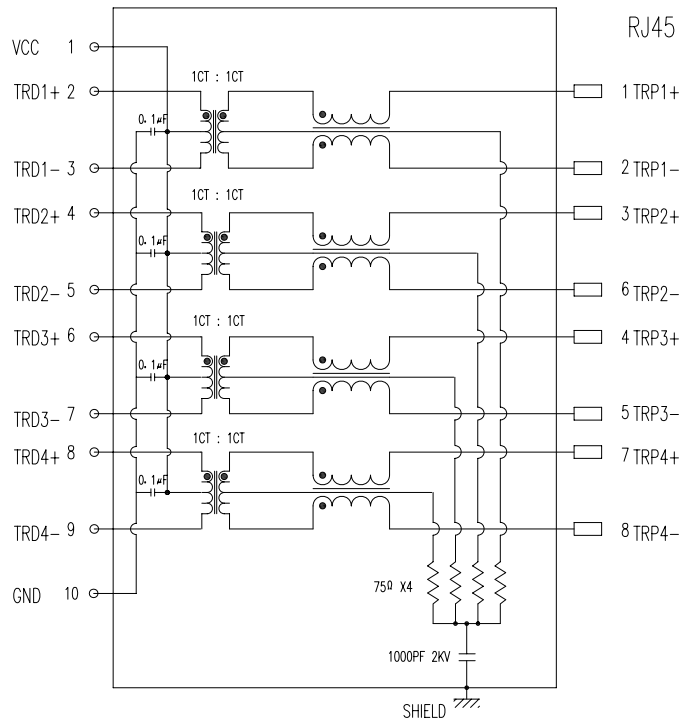 RJ45
VCC 1
1CT : 1CT
TRD1+ 2
1 TRP1+
0.1μF
TRD1- 3
2 TRP1-
1CT : 1CT
TRD2+ 4
3 TRP2+
0.1μF
TRD2- 5
6 TRP2-
1CT : 1CT
TRD3+ 6
4 TRP3+
0.1μF
TRD3- 7
5 TRP3-
1CT : 1CT
TRD4+ 8
7 TRP4+
0.1μF
TRD4- 9
8 TRP4-
75Ω X4
GND 10
1000PF 2KV
SHIELD